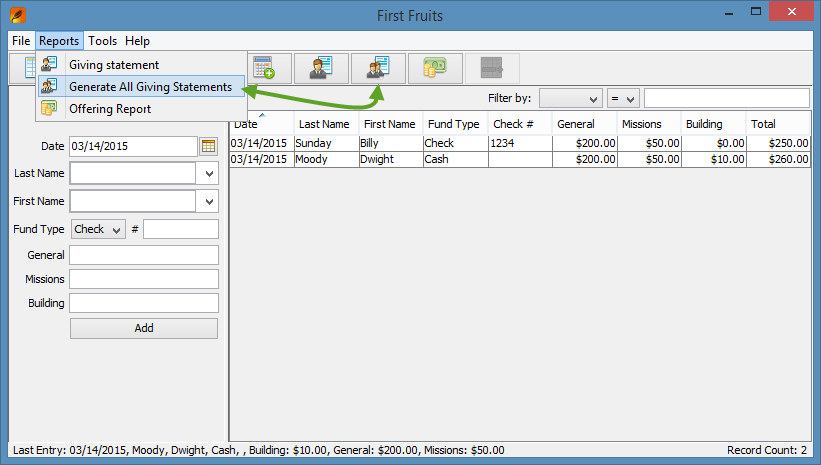 First Fruits
File Reports Tools Help
Giving statement
Generate All Giving Statements
Offering Report
Filter by: =
Date Last Name First Name Fund Type Check # General Missions Building Total
03/14/2015 Sunday Billy Check 1234 $200.00 $50.00 $0.00 $250.00
03/14/2015 Moody Dwight Cash $200.00 $50.00 $10.00 $260.00
Date 03/14/2015
Last Name
First Name
Fund Type Check #
General
Missions
Building
Add
Last Entry: 03/14/2015, Moody, Dwight, Cash, , Building: $10.00, General: $200.00, Missions: $50.00 Record Count: 2